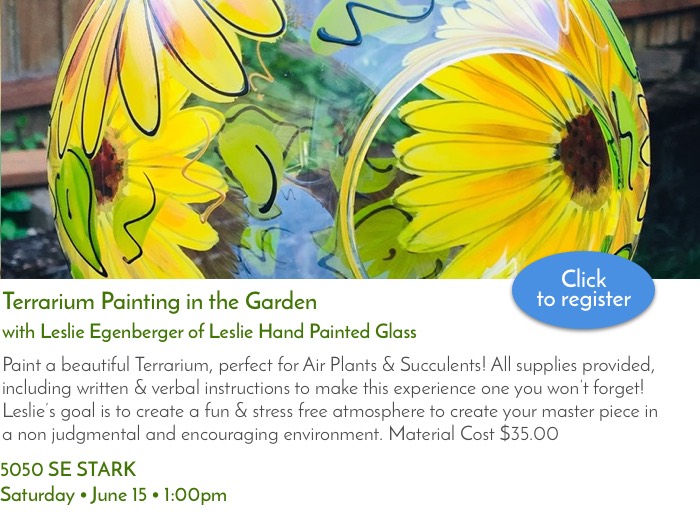 Click
to register
Terrarium Painting in the Garden
with Leslie Egenberger of Leslie Hand Painted Glass
Paint a beautiful Terrarium, perfect for Air Plants & Succulents! All supplies provided,
including written & verbal instructions to make this experience one you won't forget!
Leslie's goal is to create a fun & stress free atmosphere to create your master piece in
a non judgmental and encouraging environment. Material Cost $35.00
5050 SE STARK
Saturday • June 15 • 1:00pm